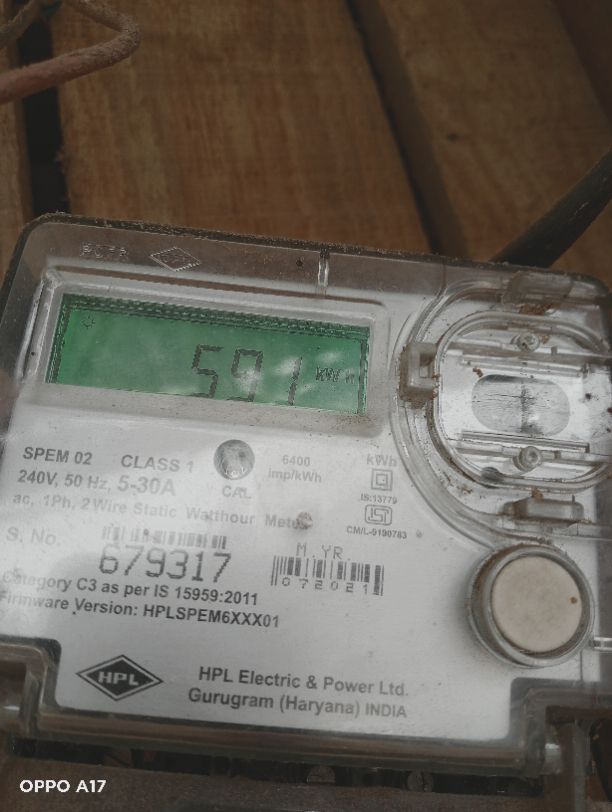 591 kWh
SPEM 02 CLASS 1
240V, 50 Hz, 5-30A
CAL
6400
imp/kWh
kWh
IS:13779
ISI
CM/L-9190783
ac, 1Ph, 2 Wire Static Watthour Meter
S. No.
679317
M. YR.
072021
Category C3 as per IS 15959:2011
Firmware Version: HPLSPEM6XXX01
HPL
HPL Electric & Power Ltd.
Gurugram (Haryana) INDIA
OPPO A17